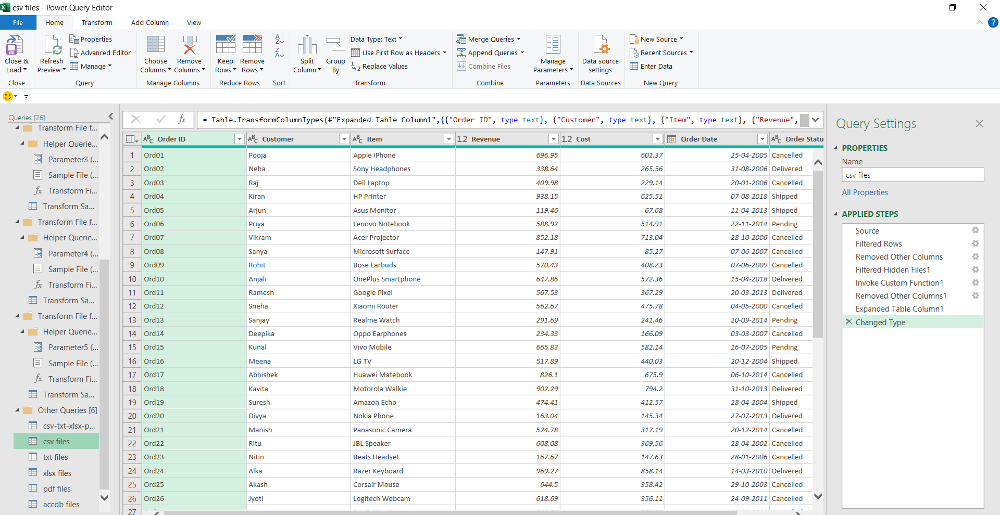 csv files - Power Query Editor
File Home Transform Add Column View
Close & Load
Close
Refresh Preview
Properties
Advanced Editor
Manage
Query
Choose Columns
Remove Columns
Manage Columns
Keep Rows
Remove Rows
Reduce Rows
Sort
Split Column
Group By
Data Type: Text
Use First Row as Headers
Replace Values
Transform
Merge Queries
Append Queries
Combine Files
Combine
Manage Parameters
Parameters
Data source settings
Data Sources
New Source
Recent Sources
Enter Data
New Query
Queries [26]
Transform File f...
Helper Querie...
Parameter3 (...
Sample File (...
Transform Fi...
Transform Sa...
Transform File f...
Helper Querie...
Parameter4 (...
Sample File (...
Transform Fi...
Transform Sa...
Transform File f...
Helper Querie...
Parameter5 (...
Sample File (...
Transform Fi...
Transform Sa...
Other Queries [6]
csv-txt-xlsx-p...
csv files
txt files
xlsx files
pdf files
accdb files
= Table.TransformColumnTypes(#"Expanded Table Column1",{{"Order ID", type text}, {"Customer", type text}, {"Item", type text}, {"Revenue",
Order ID Customer Item 1.2 Revenue 1.2 Cost Order Date Order Statu
1 Ord01 Pooja Apple iPhone 696.95 601.37 25-04-2005 Cancelled
2 Ord02 Neha Sony Headphones 338.64 265.56 31-08-2006 Delivered
3 Ord03 Raj Dell Laptop 409.98 229.14 20-01-2006 Cancelled
4 Ord04 Kiran HP Printer 938.15 625.51 07-08-2018 Shipped
5 Ord05 Arjun Asus Monitor 119.46 67.68 11-04-2013 Shipped
6 Ord06 Priya Lenovo Notebook 588.92 514.91 22-11-2014 Pending
7 Ord07 Vikram Acer Projector 852.18 713.04 28-10-2006 Cancelled
8 Ord08 Sanya Microsoft Surface 147.91 85.27 07-06-2007 Cancelled
9 Ord09 Rohit Bose Earbuds 570.43 408.23 07-06-2009 Cancelled
10 Ord10 Anjali OnePlus Smartphone 647.86 572.36 15-04-2018 Delivered
11 Ord11 Ramesh Google Pixel 567.53 367.29 20-03-2013 Delivered
12 Ord12 Sneha Xiaomi Router 562.67 475.78 04-05-2000 Cancelled
13 Ord13 Sanjay Realme Watch 291.69 241.46 20-09-2014 Pending
14 Ord14 Deepika Oppo Earphones 234.33 166.09 03-03-2007 Cancelled
15 Ord15 Kunal Vivo Mobile 665.83 582.14 16-07-2005 Pending
16 Ord16 Meena LG TV 517.89 440.03 20-12-2004 Shipped
17 Ord17 Abhishek Huawei Matebook 826.1 675.9 06-10-2014 Cancelled
18 Ord18 Kavita Motorola Walkie 902.29 794.2 31-10-2013 Delivered
19 Ord19 Suresh Amazon Echo 474.41 412.57 28-04-2004 Shipped
20 Ord20 Divya Nokia Phone 163.04 145.34 27-07-2013 Delivered
21 Ord21 Manish Panasonic Camera 524.78 317.19 20-12-2014 Cancelled
22 Ord22 Ritu JBL Speaker 608.08 369.56 28-04-2002 Cancelled
23 Ord23 Nitin Beats Headset 167.67 147.63 28-01-2006 Cancelled
24 Ord24 Alka Razer Keyboard 969.27 858.14 14-03-2010 Delivered
25 Ord25 Akash Corsair Mouse 644.5 358.42 29-10-2003 Cancelled
26 Ord26 Jyoti Logitech Webcam 618.69 356.11 24-09-2011 Cancelled
27
Query Settings
PROPERTIES
Name
csv files
All Properties
APPLIED STEPS
Source
Filtered Rows
Removed Other Columns
Filtered Hidden Files1
Invoke Custom Function1
Removed Other Columns1
Expanded Table Column1
Changed Type